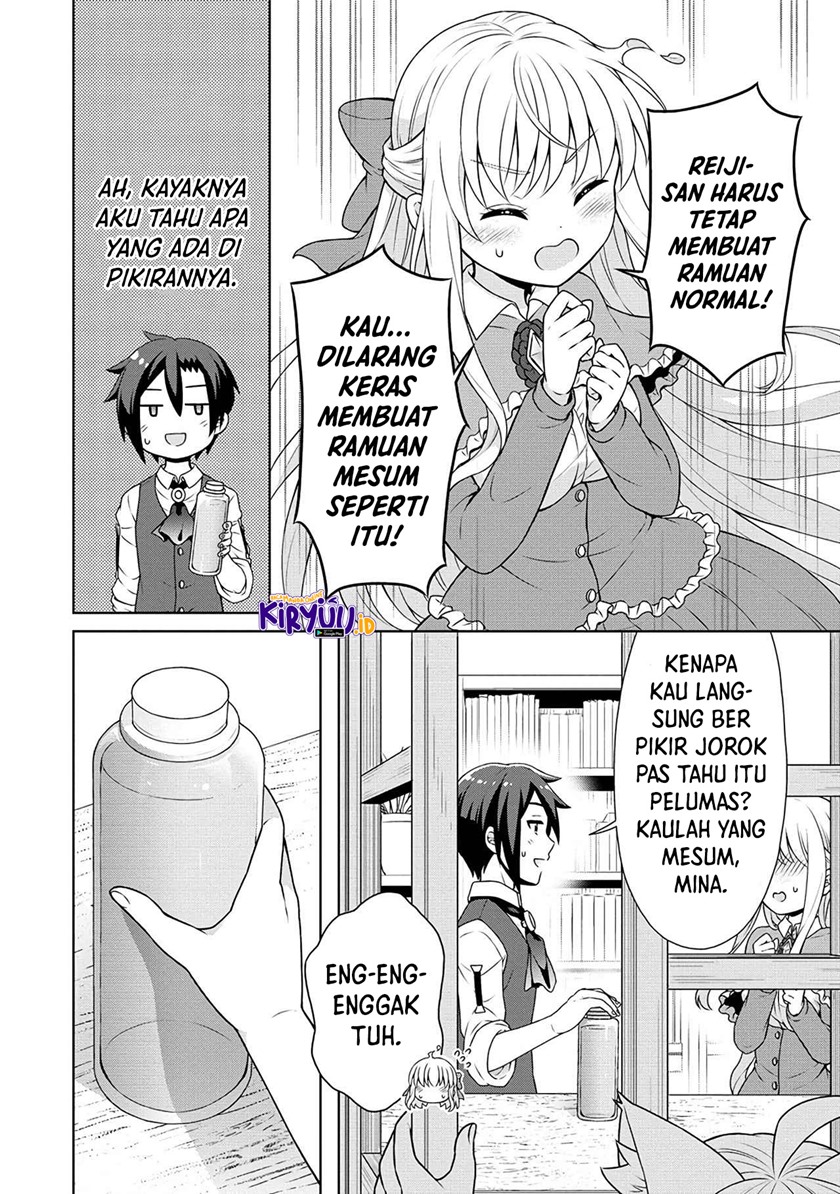 REIJI-
SAN HARUS
TETAP
MEMBUAT
RAMUAN
NORMAL!
KAU...
DILARANG
KERAS
MEMBUAT
RAMUAN
MESUM
SEPERTI
ITU!
AH, KAYAKNYA
AKU TAHU APA
YANG ADA DI
PIKIRANNYA.
KIRYUU.ID
KENAPA
KAU LANG-
SUNG BER
PIKIR JOROK
PAS TAHU ITU
PELUMAS?
KAULAH YANG
MESUM,
MINA.
ENG-ENG-
ENGGAK
TUH.